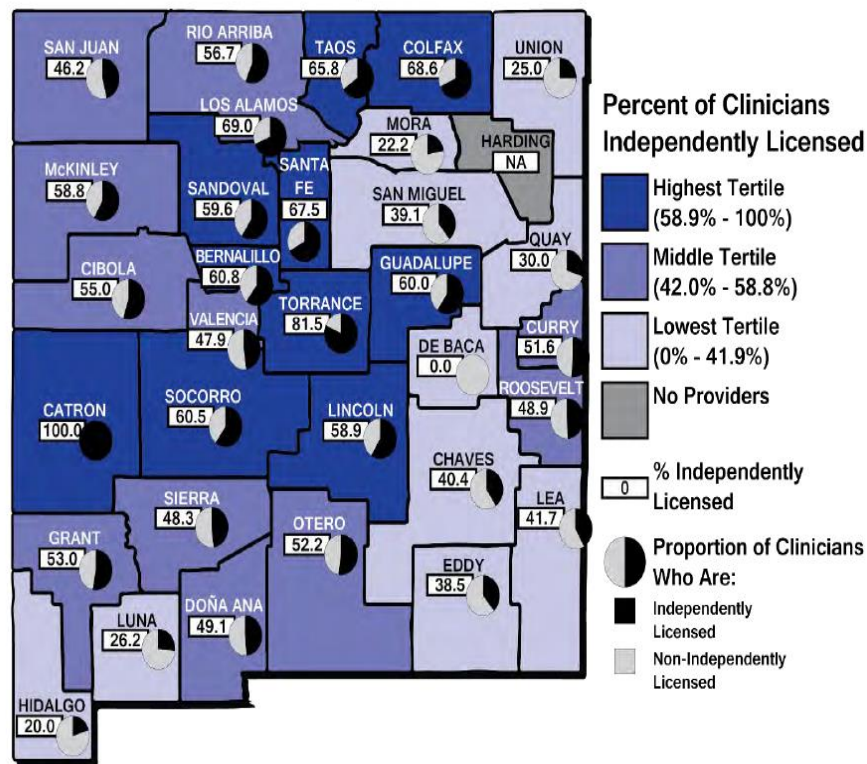 SAN JUAN
46.2
RIO ARRIBA
56.7
TAOS
65.8
COLFAX
68.6
UNION
25.0
LOS ALAMOS
69.0
MORA
22.2
HARDING
NA
McKINLEY
58.8
SANDOVAL
59.6
SANTA
FE
67.5
SAN MIGUEL
39.1
QUAY
30.0
CIBOLA
55.0
BERNALILLO
60.8
GUADALUPE
60.0
VALENCIA
47.9
TORRANCE
81.5
DE BACA
0.0
CURRY
51.6
ROOSEVELT
48.9
CATRON
100.0
SOCORRO
60.5
LINCOLN
58.9
CHAVES
40.4
LEA
41.7
SIERRA
48.3
GRANT
53.0
OTERO
52.2
EDDY
38.5
DOÑA ANA
49.1
LUNA
26.2
HIDALGO
20.0
Percent of Clinicians
Independently Licensed
Highest Tertile
(58.9% - 100%)
Middle Tertile
(42.0% - 58.8%)
Lowest Tertile
(0% - 41.9%)
No Providers
0
% Independently
Licensed
Proportion of Clinicians
Who Are:
Independently
Licensed
Non-Independently
Licensed